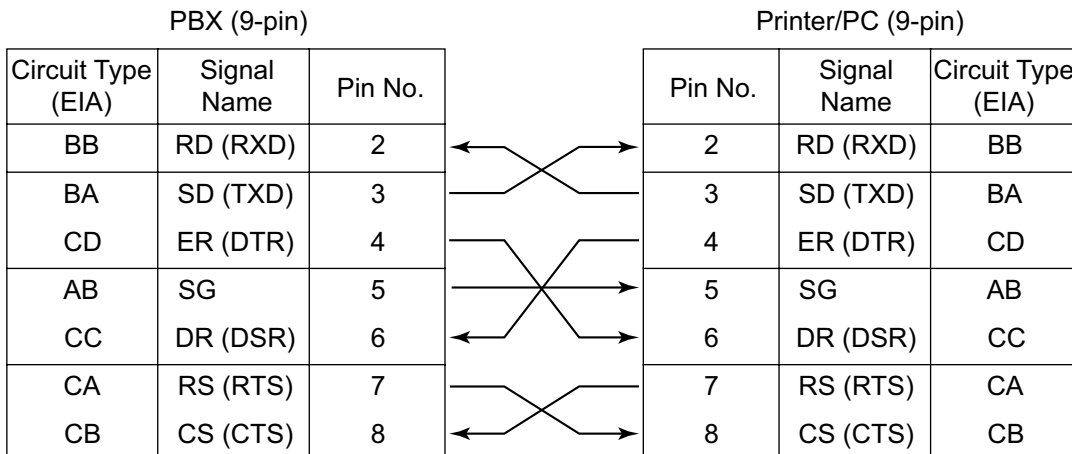 PBX (9-pin) Printer/PC (9-pin)
Circuit Type (EIA) Signal Name Pin No. Pin No. Signal Name Circuit Type (EIA)
BB RD (RXD) 2 2 RD (RXD) BB
BA SD (TXD) 3 3 SD (TXD) BA
CD ER (DTR) 4 4 ER (DTR) CD
AB SG 5 5 SG AB
CC DR (DSR) 6 6 DR (DSR) CC
CA RS (RTS) 7 7 RS (RTS) CA
CB CS (CTS) 8 8 CS (CTS) CB